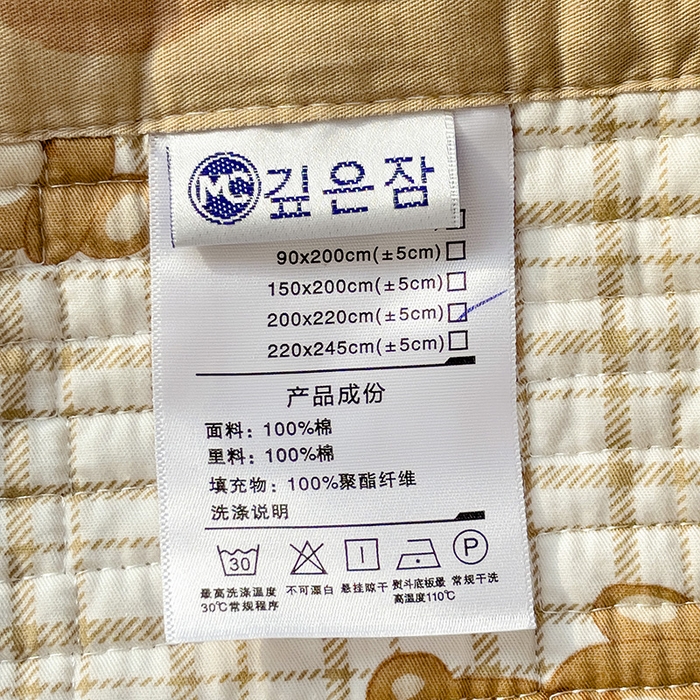 MC 깊은잠
90x200cm(±5cm)□
150x200cm(±5cm)□
200x220cm(±5cm)□
220x245cm(±5cm)□
产品成份
面料：100%棉
里料：100%棉
填充物：100%聚酯纤维
洗涤说明
30
P
最高洗涤温度 不可漂白 悬挂晾干 熨斗底板最 常规干洗
30℃常规程序 高温度110℃